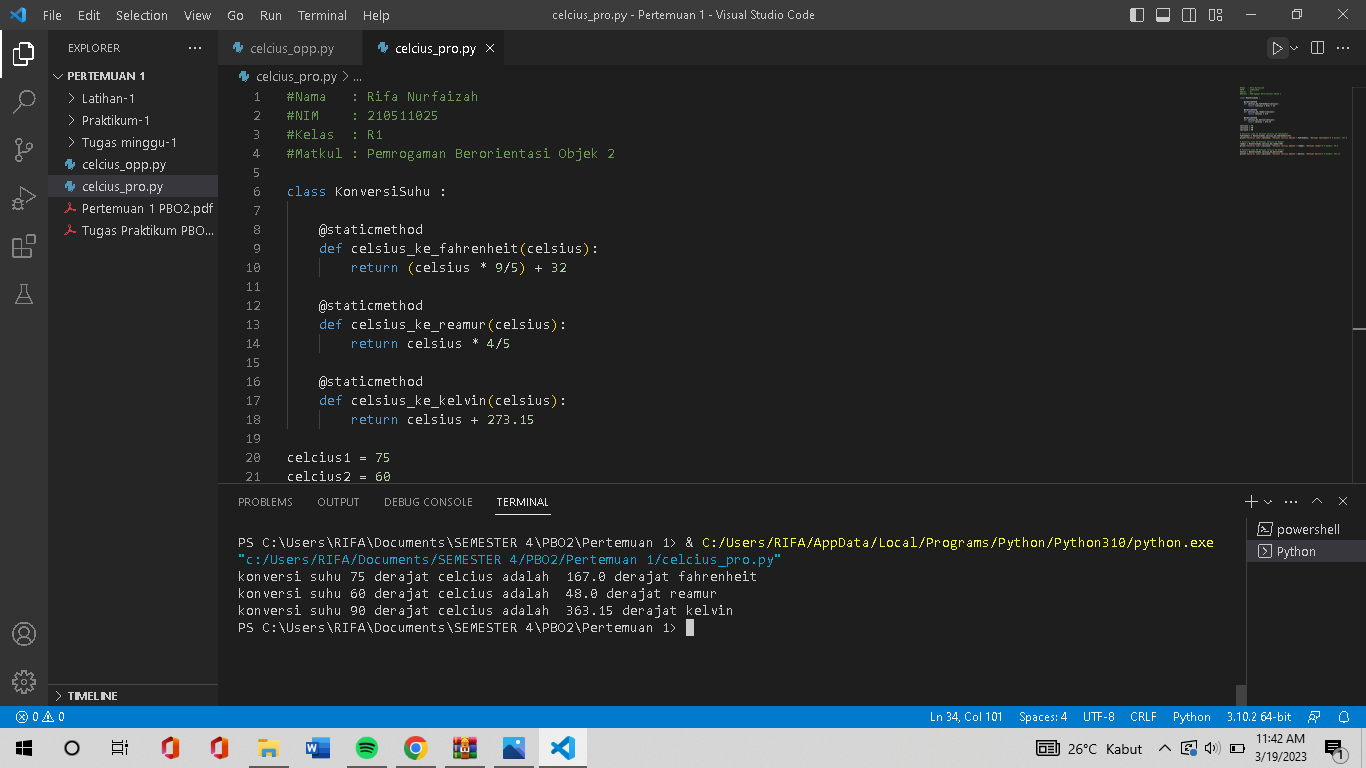 File Edit Selection View Go Run Terminal Help
celcius_pro.py - Pertemuan 1 - Visual Studio Code
EXPLORER
PERTEMUAN 1
Latihan-1
Praktikum-1
Tugas minggu-1
celcius_opp.py
celcius_pro.py
Pertemuan 1 PBO2.pdf
Tugas Praktikum PBO...
TIMELINE
celcius_opp.py celcius_pro.py
celcius_pro.py > ...
1 #Nama   : Rifa Nurfaizah
2 #NIM    : 210511025
3 #Kelas  : R1
4 #Matkul : Pemrogaman Berorientasi Objek 2
5
6 class KonversiSuhu :
7
8     @staticmethod
9     def celsius_ke_fahrenheit(celsius):
10         return (celsius * 9/5) + 32
11
12     @staticmethod
13     def celsius_ke_reamur(celsius):
14         return celsius * 4/5
15
16     @staticmethod
17     def celsius_ke_kelvin(celsius):
18         return celsius + 273.15
19
20 celcius1 = 75
21 celcius2 = 60
PROBLEMS OUTPUT DEBUG CONSOLE TERMINAL
PS C:\Users\RIFA\Documents\SEMESTER 4\PBO2\Pertemuan 1> & C:/Users/RIFA/AppData/Local/Programs/Python/Python310/python.exe
"c:/Users/RIFA/Documents/SEMESTER 4/PBO2/Pertemuan 1/celcius_pro.py"
konversi suhu 75 derajat celcius adalah  167.0 derajat fahrenheit
konversi suhu 60 derajat celcius adalah  48.0 derajat reamur
konversi suhu 90 derajat celcius adalah  363.15 derajat kelvin
PS C:\Users\RIFA\Documents\SEMESTER 4\PBO2\Pertemuan 1>
powershell
Python
0 0 Ln 34, Col 101 Spaces: 4 UTF-8 CRLF Python 3.10.2 64-bit
26°C Kabut
11:42 AM
3/19/2023
1